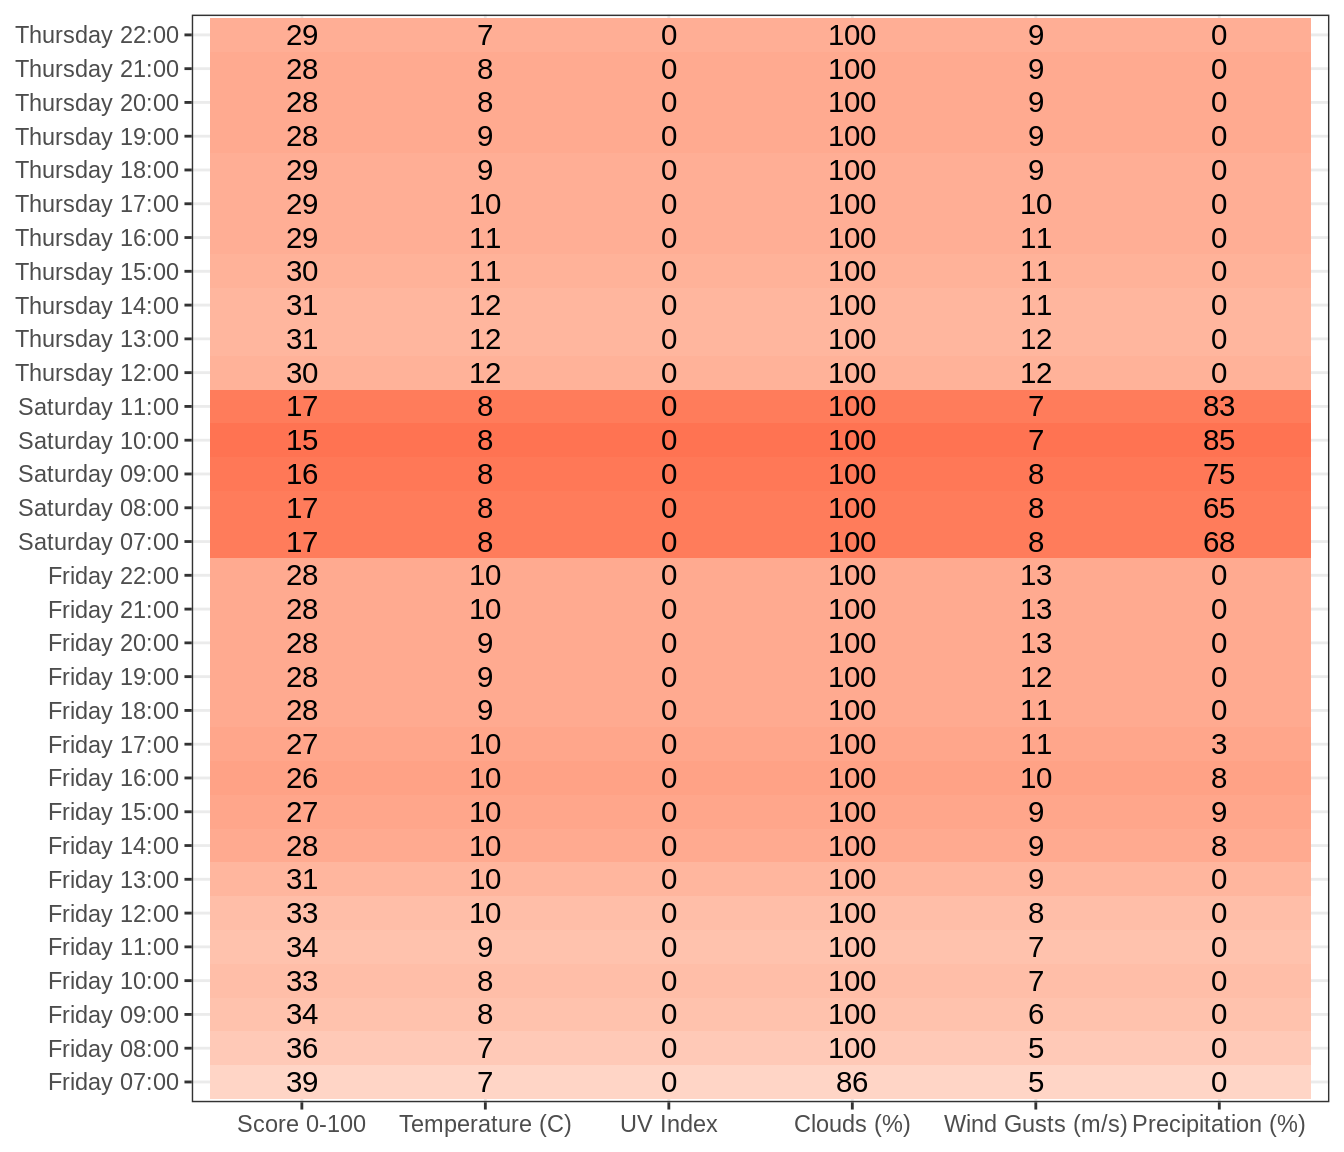 Thursday 22:00 29 7 0 100 9 0
Thursday 21:00 28 8 0 100 9 0
Thursday 20:00 28 8 0 100 9 0
Thursday 19:00 28 9 0 100 9 0
Thursday 18:00 29 9 0 100 9 0
Thursday 17:00 29 10 0 100 10 0
Thursday 16:00 29 11 0 100 11 0
Thursday 15:00 30 11 0 100 11 0
Thursday 14:00 31 12 0 100 11 0
Thursday 13:00 31 12 0 100 12 0
Thursday 12:00 30 12 0 100 12 0
Saturday 11:00 17 8 0 100 7 83
Saturday 10:00 15 8 0 100 7 85
Saturday 09:00 16 8 0 100 8 75
Saturday 08:00 17 8 0 100 8 65
Saturday 07:00 17 8 0 100 8 68
Friday 22:00 28 10 0 100 13 0
Friday 21:00 28 10 0 100 13 0
Friday 20:00 28 9 0 100 13 0
Friday 19:00 28 9 0 100 12 0
Friday 18:00 28 9 0 100 11 0
Friday 17:00 27 10 0 100 11 3
Friday 16:00 26 10 0 100 10 8
Friday 15:00 27 10 0 100 9 9
Friday 14:00 28 10 0 100 9 8
Friday 13:00 31 10 0 100 9 0
Friday 12:00 33 10 0 100 8 0
Friday 11:00 34 9 0 100 7 0
Friday 10:00 33 8 0 100 7 0
Friday 09:00 34 8 0 100 6 0
Friday 08:00 36 7 0 100 5 0
Friday 07:00 39 7 0 86 5 0
Score 0-100 Temperature (C) UV Index Clouds (%) Wind Gusts (m/s) Precipitation (%)